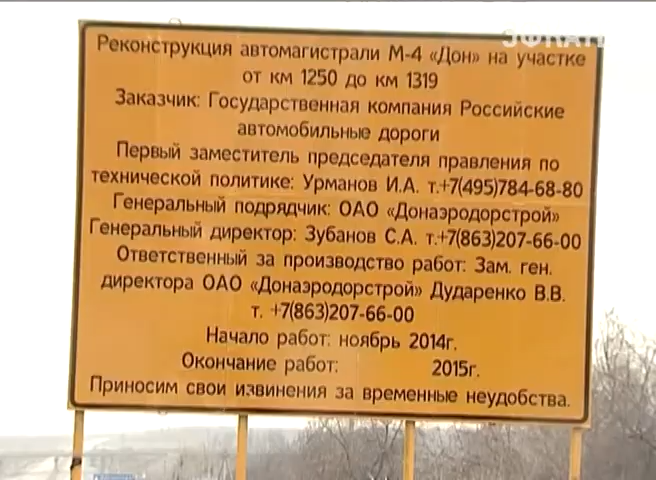 Реконструкция автомагистрали М-4 «Дон» на участке
от км 1250 до км 1319
Заказчик: Государственная компания Российские
автомобильные дороги
Первый заместитель председателя правления по
технической политике: Урманов И.А. т.+7(495)784-68-80
Генеральный подрядчик: ОАО «Донаэродорстрой»
Генеральный директор: Зубанов С.А. т.+7(863)207-66-00
Ответственный за производство работ: Зам. ген.
директора ОАО «Донаэродорстрой» Дударенко В.В.
т. +7(863)207-66-00
Начало работ: ноябрь 2014г.
Окончание работ: 2015г.
Приносим свои извинения за временные неудобства.